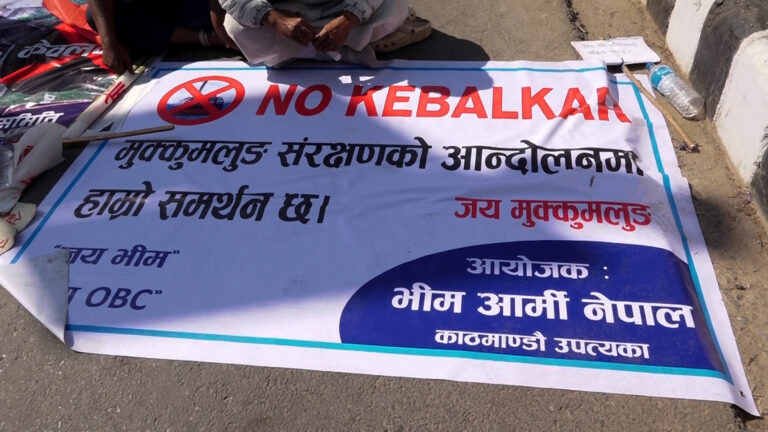 NO KEBALKAR
मुक्कुमलुङ संरक्षणको आन्दोलनमा
हाम्रो समर्थन छ।
जय मुक्कुमलुङ
"जय भीम"
OBC"
आयोजक :
भीम आर्मी नेपाल
काठमाण्डौ उपत्यका
समिति